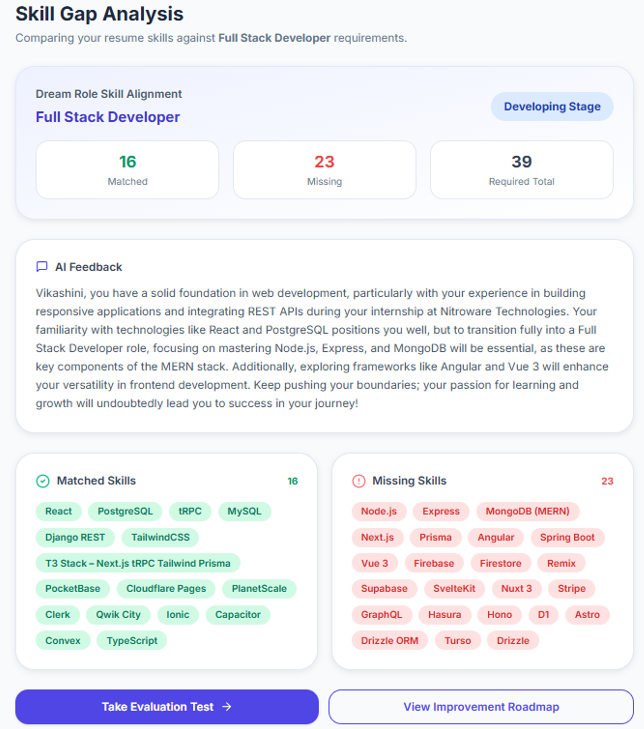 Skill Gap Analysis
Comparing your resume skills against Full Stack Developer requirements.
Dream Role Skill Alignment
Full Stack Developer
Developing Stage
16
Matched
23
Missing
39
Required Total
AI Feedback
Vikashini, you have a solid foundation in web development, particularly with your experience in building
responsive applications and integrating REST APIs during your internship at Nitroware Technologies. Your
familiarity with technologies like React and PostgreSQL positions you well, but to transition fully into a Full
Stack Developer role, focusing on mastering Node.js, Express, and MongoDB will be essential, as these are
key components of the MERN stack. Additionally, exploring frameworks like Angular and Vue 3 will enhance
your versatility in frontend development. Keep pushing your boundaries; your passion for learning and
growth will undoubtedly lead you to success in your journey!
Matched Skills 16
React PostgreSQL tRPC MySQL
Django REST TailwindCSS
T3 Stack – Next.js tRPC Tailwind Prisma
PocketBase Cloudflare Pages PlanetScale
Clerk Qwik City Ionic Capacitor
Convex TypeScript
Missing Skills 23
Node.js Express MongoDB (MERN)
Next.js Prisma Angular Spring Boot
Vue 3 Firebase Firestore Remix
Supabase SvelteKit Nuxt 3 Stripe
GraphQL Hasura Hono D1 Astro
Drizzle ORM Turso Drizzle
Take Evaluation Test →
View Improvement Roadmap